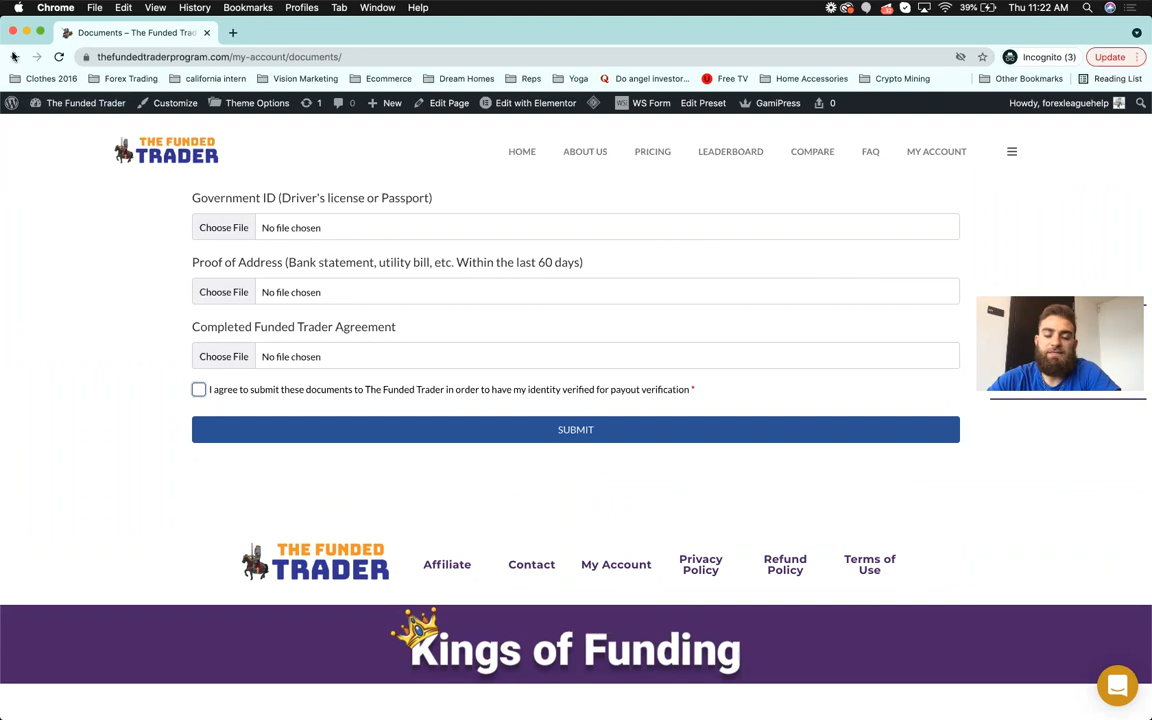 Chrome File Edit View History Bookmarks Profiles Tab Window Help 39% Thu 11:22 AM
Documents – The Funded Trad
thefundedtraderprogram.com/my-account/documents/ Incognito (3) Update
Clothes 2016 Forex Trading california intern Vision Marketing Ecommerce Dream Homes Reps Yoga Do angel investor... Free TV Home Accessories Crypto Mining Other Bookmarks Reading List
The Funded Trader Customize Theme Options 1 0 New Edit Page Edit with Elementor WS Form Edit Preset GamiPress 0 Howdy, forexleaguehelp
THE FUNDED
TRADER
HOME ABOUT US PRICING LEADERBOARD COMPARE FAQ MY ACCOUNT
Government ID (Driver's license or Passport)
Choose File No file chosen
Proof of Address (Bank statement, utility bill, etc. Within the last 60 days)
Choose File No file chosen
Completed Funded Trader Agreement
Choose File No file chosen
I agree to submit these documents to The Funded Trader in order to have my identity verified for payout verification *
SUBMIT
THE FUNDED
TRADER
Affiliate Contact My Account Privacy Policy Refund Policy Terms of Use
Kings of Funding